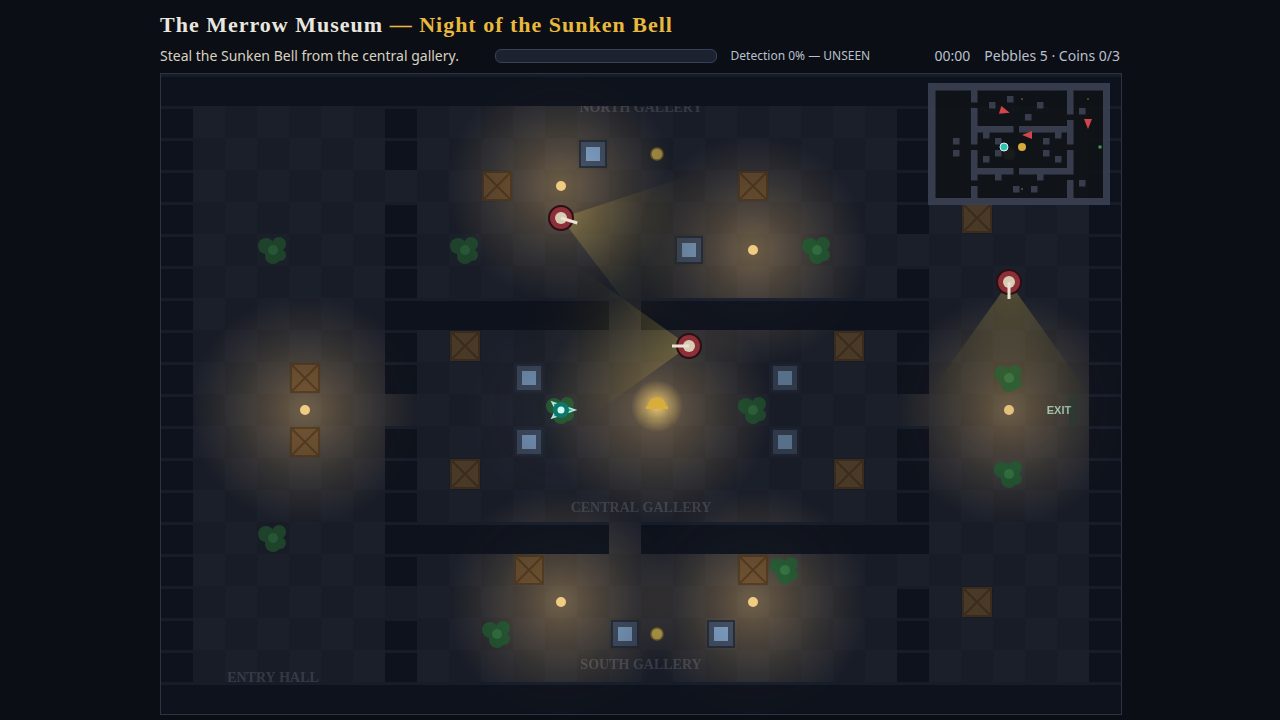 The Merrow Museum — Night of the Sunken Bell
Steal the Sunken Bell from the central gallery.
Detection 0% — UNSEEN
00:00
Pebbles 5 · Coins 0/3
NORTH GALLERY
EXIT
CENTRAL GALLERY
SOUTH GALLERY
ENTRY HALL